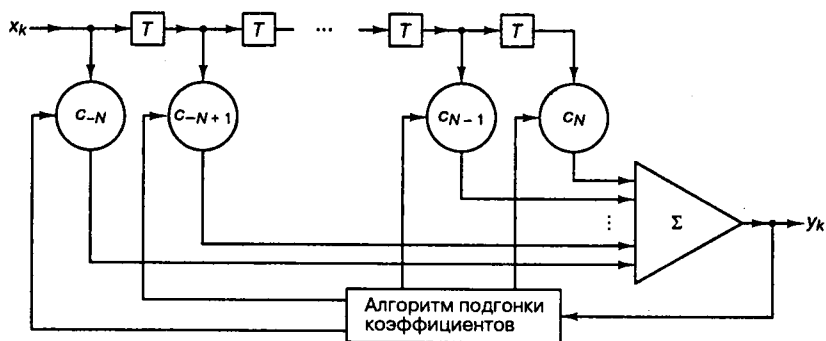 x_k T T ... T T
c_{-N} c_{-N+1} c_{N-1} c_N
Σ
y_k
Алгоритм подгонки
коэффициентов